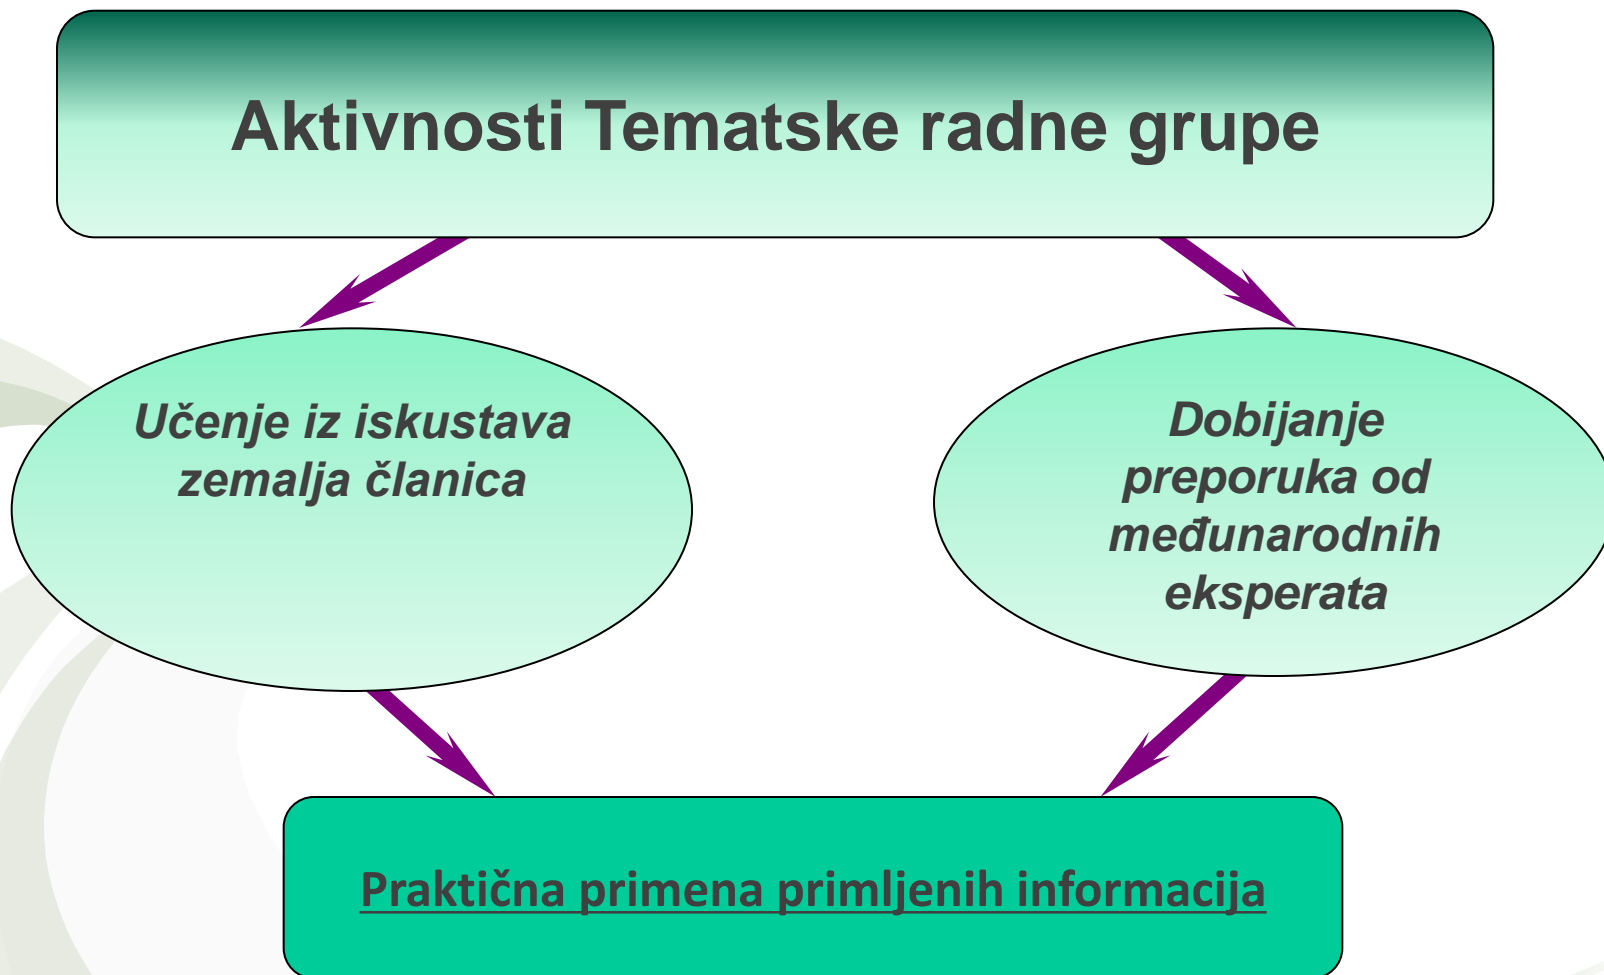 Aktivnosti Tematske radne grupe
Učenje iz iskustava
zemalja članica
Dobijanje
preporuka od
međunarodnih
eksperata
Praktična primena primljenih informacija